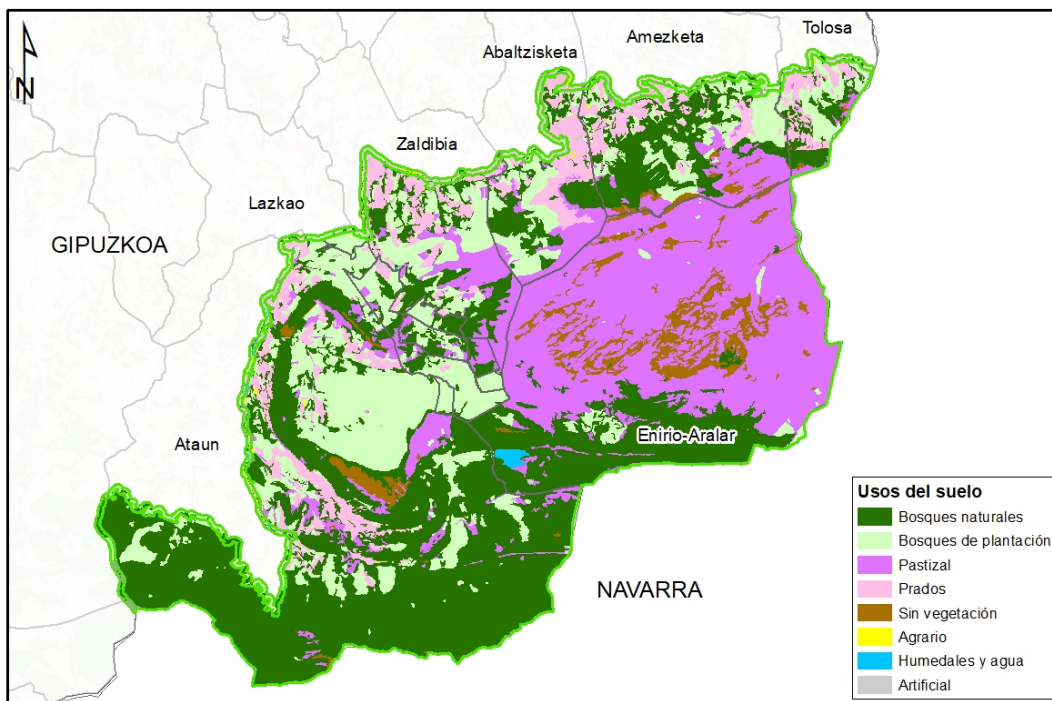 N
Tolosa
Amezketa
Abaltzisketa
Zaldibia
Lazkao
GIPUZKOA
Ataun
Enirio-Aralar
NAVARRA
Usos del suelo
Bosques naturales
Bosques de plantación
Pastizal
Prados
Sin vegetación
Agrario
Humedales y agua
Artificial